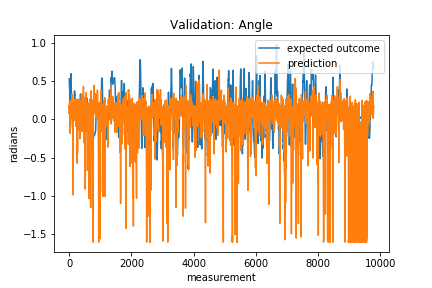 Validation: Angle
expected outcome
prediction
1.0
0.5
0.0
−0.5
−1.0
−1.5
radians
0
2000
4000
6000
8000
10000
measurement